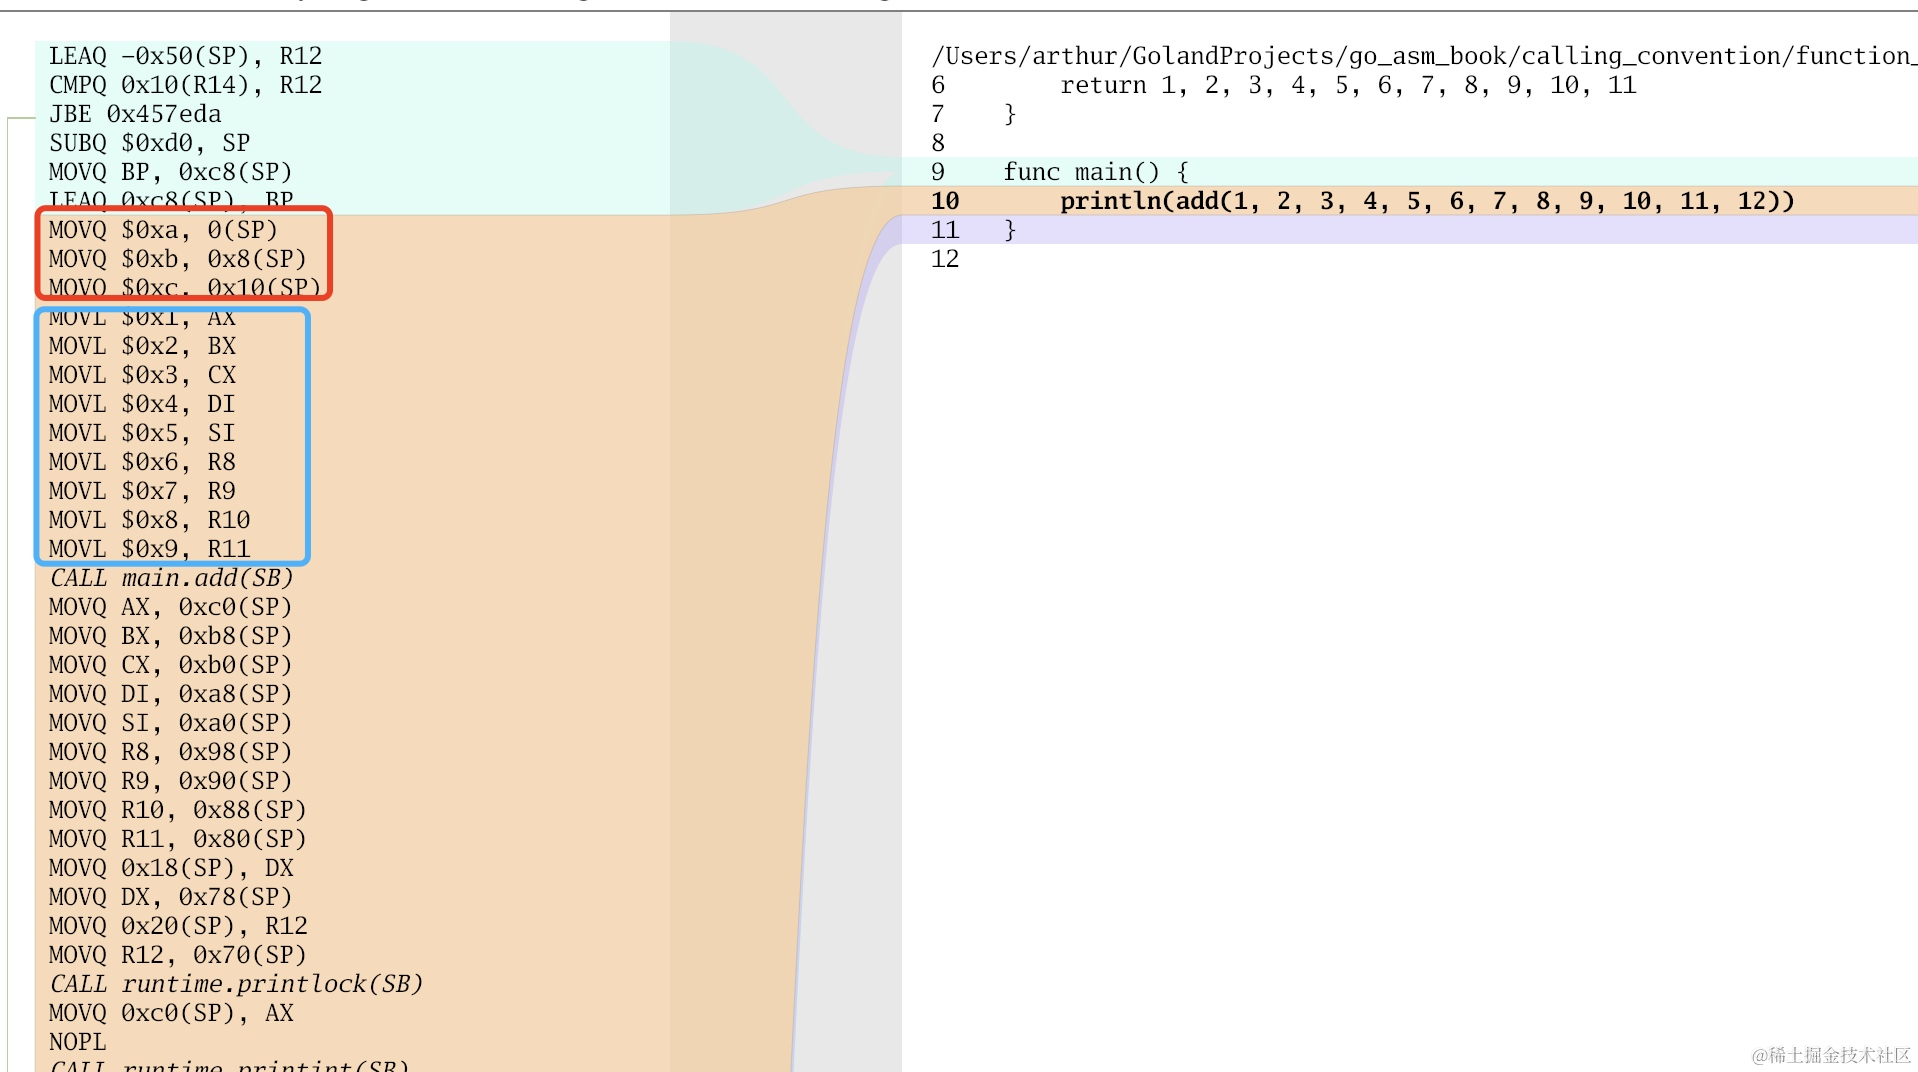 LEAQ -0x50(SP), R12
CMPQ 0x10(R14), R12
JBE 0x457eda
SUBQ $0xd0, SP
MOVQ BP, 0xc8(SP)
LEAQ 0xc8(SP), BP
MOVQ $0xa, 0(SP)
MOVQ $0xb, 0x8(SP)
MOVQ $0xc, 0x10(SP)
MOVL $0x1, AX
MOVL $0x2, BX
MOVL $0x3, CX
MOVL $0x4, DI
MOVL $0x5, SI
MOVL $0x6, R8
MOVL $0x7, R9
MOVL $0x8, R10
MOVL $0x9, R11
CALL main.add(SB)
MOVQ AX, 0xc0(SP)
MOVQ BX, 0xb8(SP)
MOVQ CX, 0xb0(SP)
MOVQ DI, 0xa8(SP)
MOVQ SI, 0xa0(SP)
MOVQ R8, 0x98(SP)
MOVQ R9, 0x90(SP)
MOVQ R10, 0x88(SP)
MOVQ R11, 0x80(SP)
MOVQ 0x18(SP), DX
MOVQ DX, 0x78(SP)
MOVQ 0x20(SP), R12
MOVQ R12, 0x70(SP)
CALL runtime.printlock(SB)
MOVQ 0xc0(SP), AX
NOPL
CALL runtime.printint(SB)
/Users/arthur/GolandProjects/go_asm_book/calling_convention/function_
6 return 1, 2, 3, 4, 5, 6, 7, 8, 9, 10, 11
7 }
8
9 func main() {
10 println(add(1, 2, 3, 4, 5, 6, 7, 8, 9, 10, 11, 12))
11 }
12
@稀土掘金技术社区